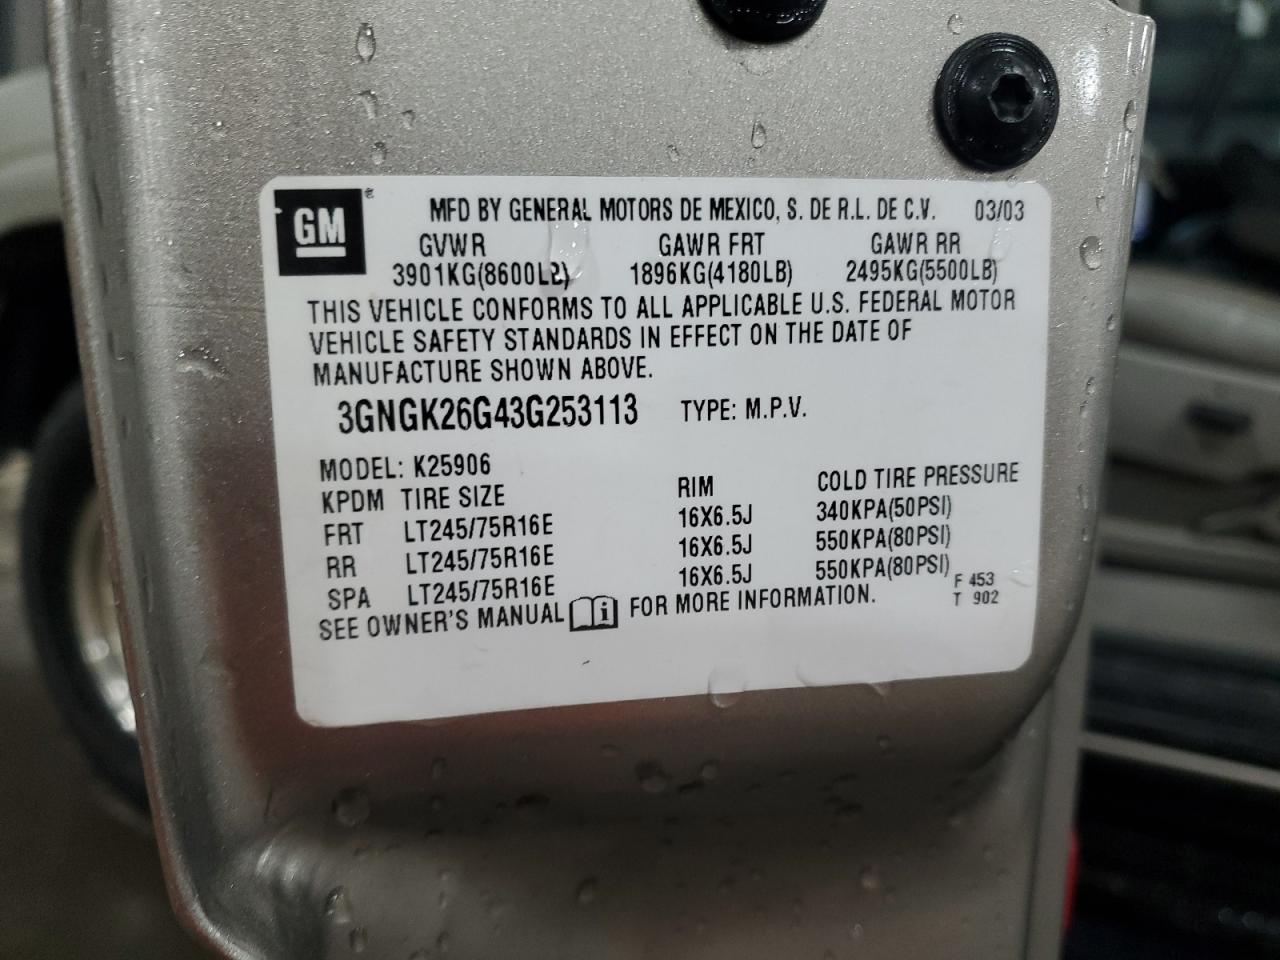 GM ® MFD BY GENERAL MOTORS DE MEXICO, S. DE R.L. DE C.V. 03/03
GVWR GAWR FRT GAWR RR
3901KG(8600LB) 1896KG(4180LB) 2495KG(5500LB)
THIS VEHICLE CONFORMS TO ALL APPLICABLE U.S. FEDERAL MOTOR
VEHICLE SAFETY STANDARDS IN EFFECT ON THE DATE OF
MANUFACTURE SHOWN ABOVE.
3GNGK26G43G253113 TYPE: M.P.V.
MODEL: K25906
KPDM TIRE SIZE RIM COLD TIRE PRESSURE
FRT LT245/75R16E 16X6.5J 340KPA(50PSI)
RR LT245/75R16E 16X6.5J 550KPA(80PSI)
SPA LT245/75R16E 16X6.5J 550KPA(80PSI)
SEE OWNER'S MANUAL i FOR MORE INFORMATION.
F 453
T 902